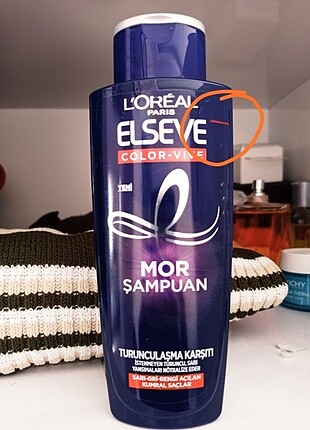 L'ORÉAL
PARIS
ELSEVE
COLOR-VIVE
YENİ
MOR
ŞAMPUAN
TURUNCULAŞMA KARŞITI
İSTENMEYEN TURUNCU, SARI
YANSIMALARI NÖTRALİZE EDER
SARI-GRİ-RENGİ AÇILAN
KUMRAL SAÇLAR
VICHY